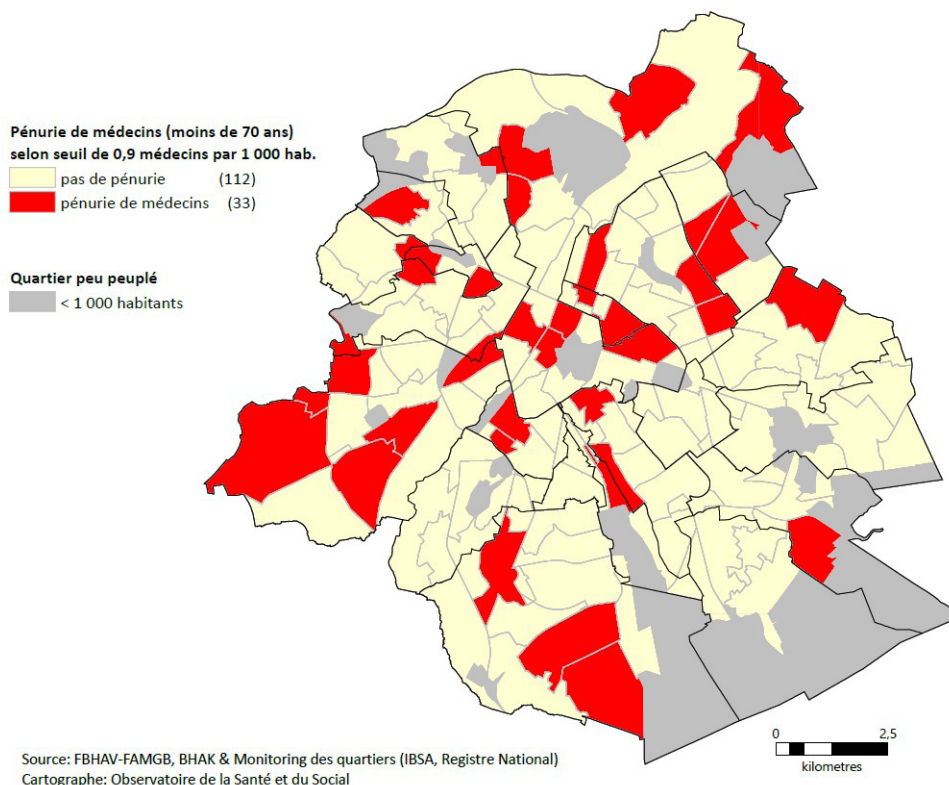 Pénurie de médecins (moins de 70 ans)
selon seuil de 0,9 médecins par 1 000 hab.
pas de pénurie (112)
pénurie de médecins (33)
Quartier peu peuplé
< 1 000 habitants
0 2,5
kilometres
Source: FBHAV-FAMGB, BHAK & Monitoring des quartiers (IBSA, Registre National)
Cartographe: Observatoire de la Santé et du Social